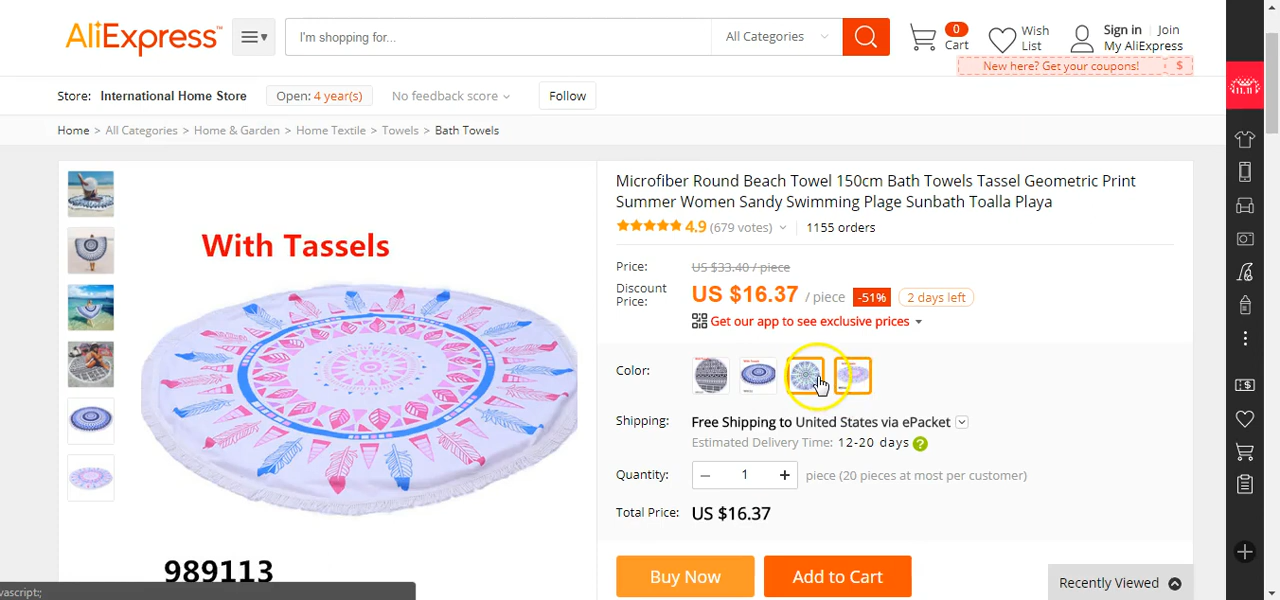 AliExpress™
I'm shopping for...
All Categories
0
Cart
Wish
List
Sign in | Join
My AliExpress
New here? Get your coupons! $
Store: International Home Store
Open: 4 year(s)
No feedback score
Follow
11.11
Home > All Categories > Home & Garden > Home Textile > Towels > Bath Towels
With Tassels
989113
Microfiber Round Beach Towel 150cm Bath Towels Tassel Geometric Print
Summer Women Sandy Swimming Plage Sunbath Toalla Playa
4.9 (679 votes)
1155 orders
Price: US $33.40 / piece
Discount
Price:
US $16.37 / piece -51% 2 days left
Get our app to see exclusive prices
Color:
Shipping: Free Shipping to United States via ePacket
Estimated Delivery Time: 12-20 days ?
Quantity: − 1 + piece (20 pieces at most per customer)
Total Price: US $16.37
Buy Now
Add to Cart
Recently Viewed
vascript:;